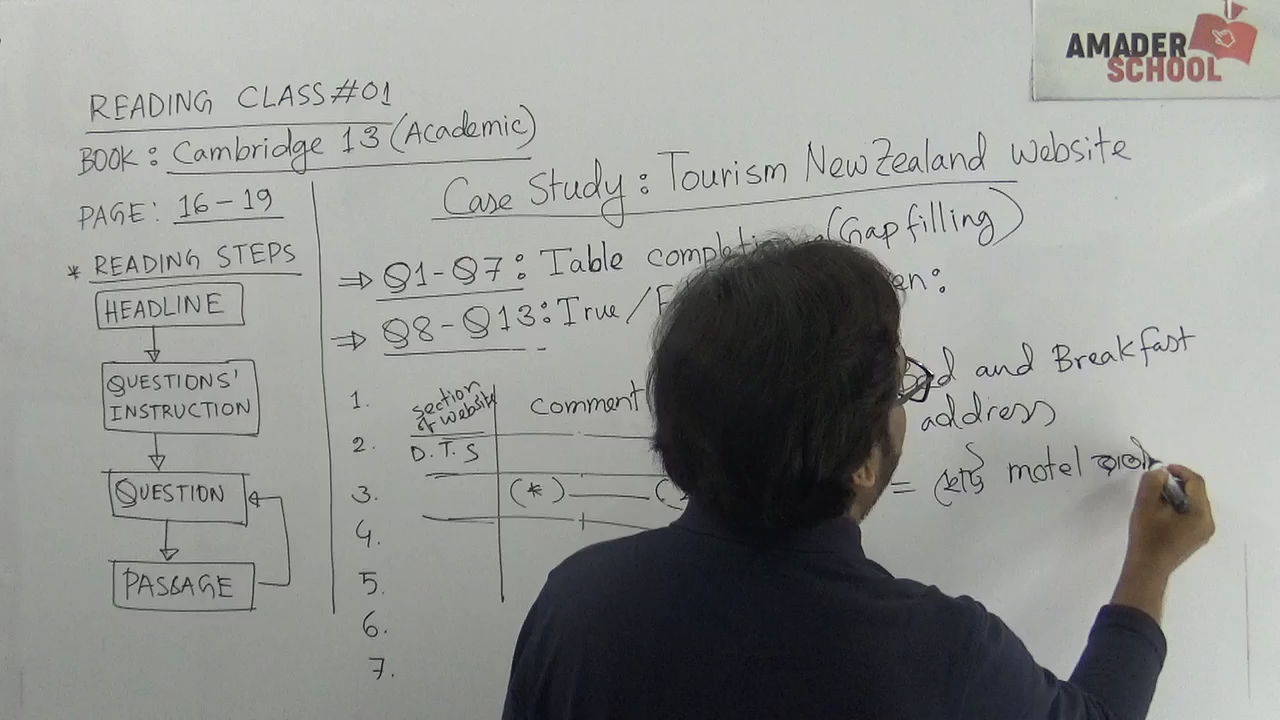 AMADER
SCHOOL
READING CLASS#01
BOOK: Cambridge 13 (Academic)
PAGE: 16-19
* READING STEPS
HEADLINE
QUESTIONS'
INSTRUCTION
QUESTION
PASSAGE
Case Study: Tourism New Zealand website
⇒ Q1-Q7: Table (Gap filling)
⇒ Q8-Q13: True/
1.
2.
3.
4.
5.
6.
7.
section
of website
Comment
D.T.S
(*)
and Breakfast
address
= motel